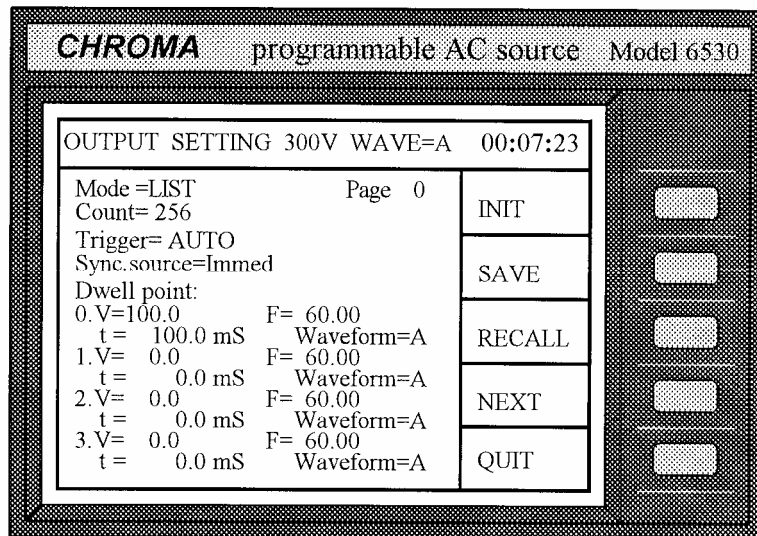 CHROMA programmable AC source Model 6530
OUTPUT SETTING 300V WAVE=A 00:07:23
Mode =LIST Page 0
Count= 256
Trigger= AUTO
Sync.source=Immed
Dwell point:
0.V=100.0 F= 60.00
t = 100.0 mS Waveform=A
1.V= 0.0 F= 60.00
t = 0.0 mS Waveform=A
2.V= 0.0 F= 60.00
t = 0.0 mS Waveform=A
3.V= 0.0 F= 60.00
t = 0.0 mS Waveform=A
INIT
SAVE
RECALL
NEXT
QUIT